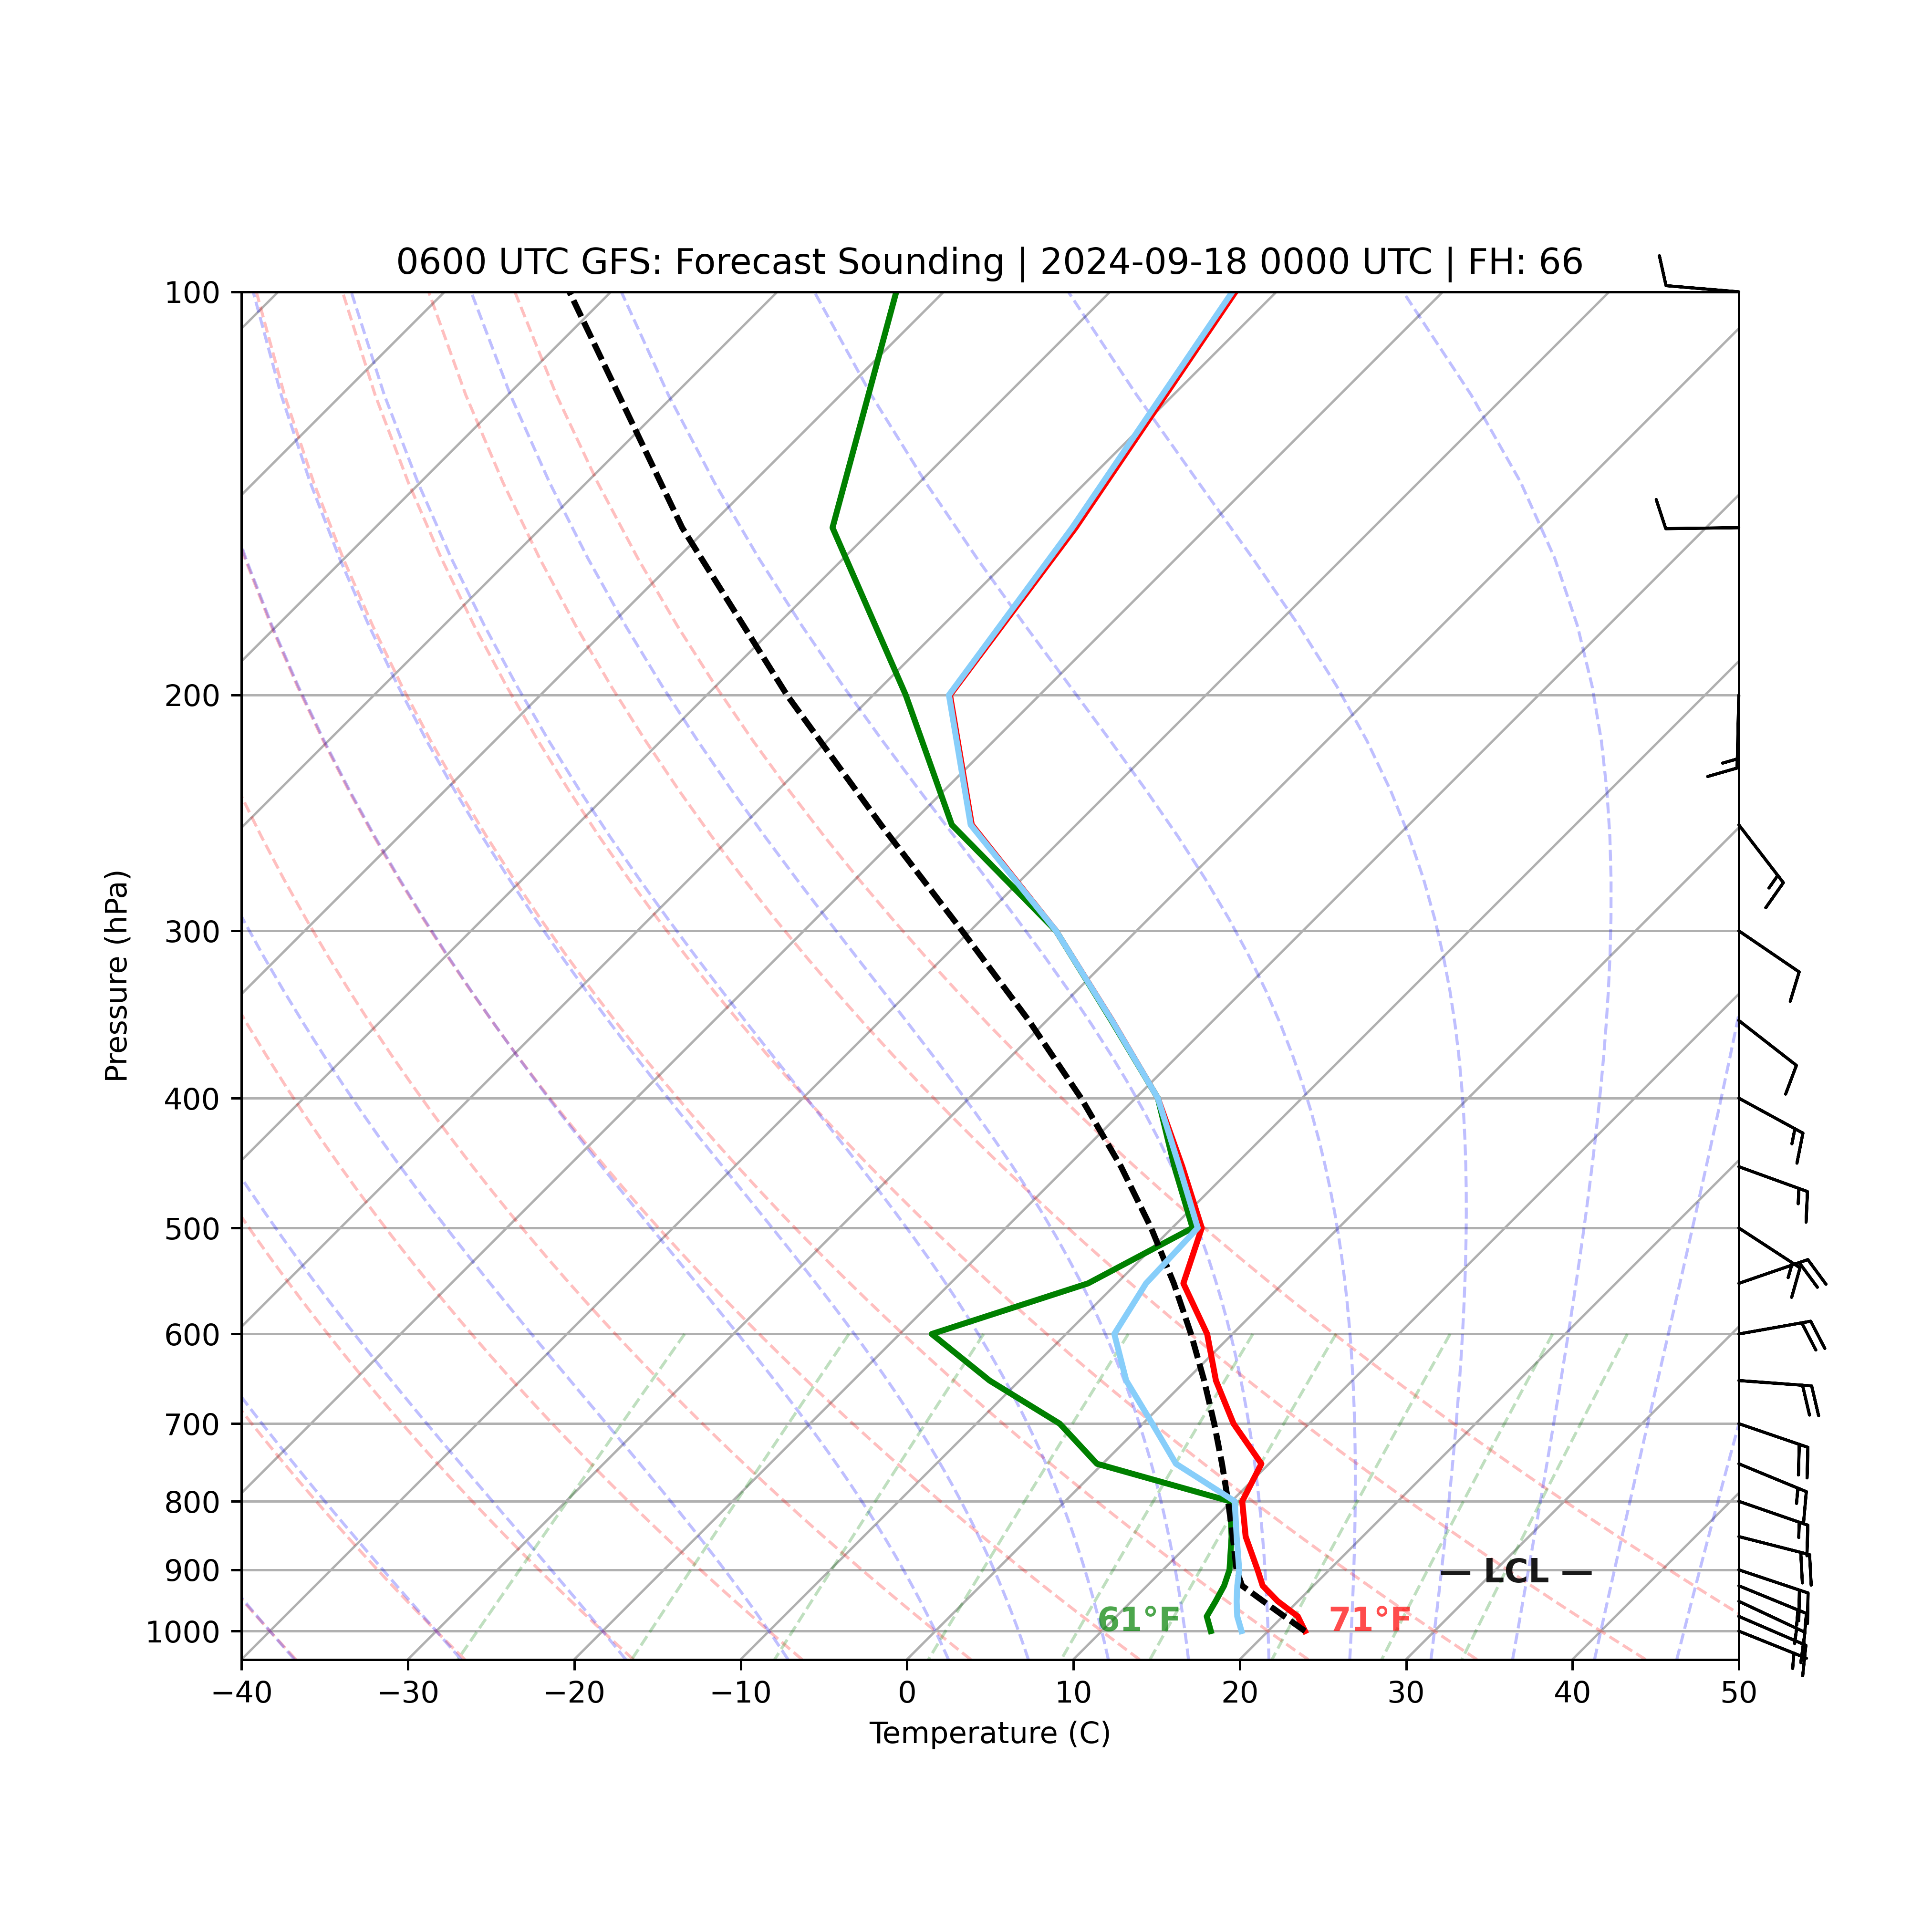 0600 UTC GFS: Forecast Sounding | 2024-09-18 0000 UTC | FH: 66
100
200
300
400
500
600
700
800
900
1000
Pressure (hPa)
— LCL —
61°F
71°F
−40 −30 −20 −10 0 10 20 30 40 50
Temperature (C)